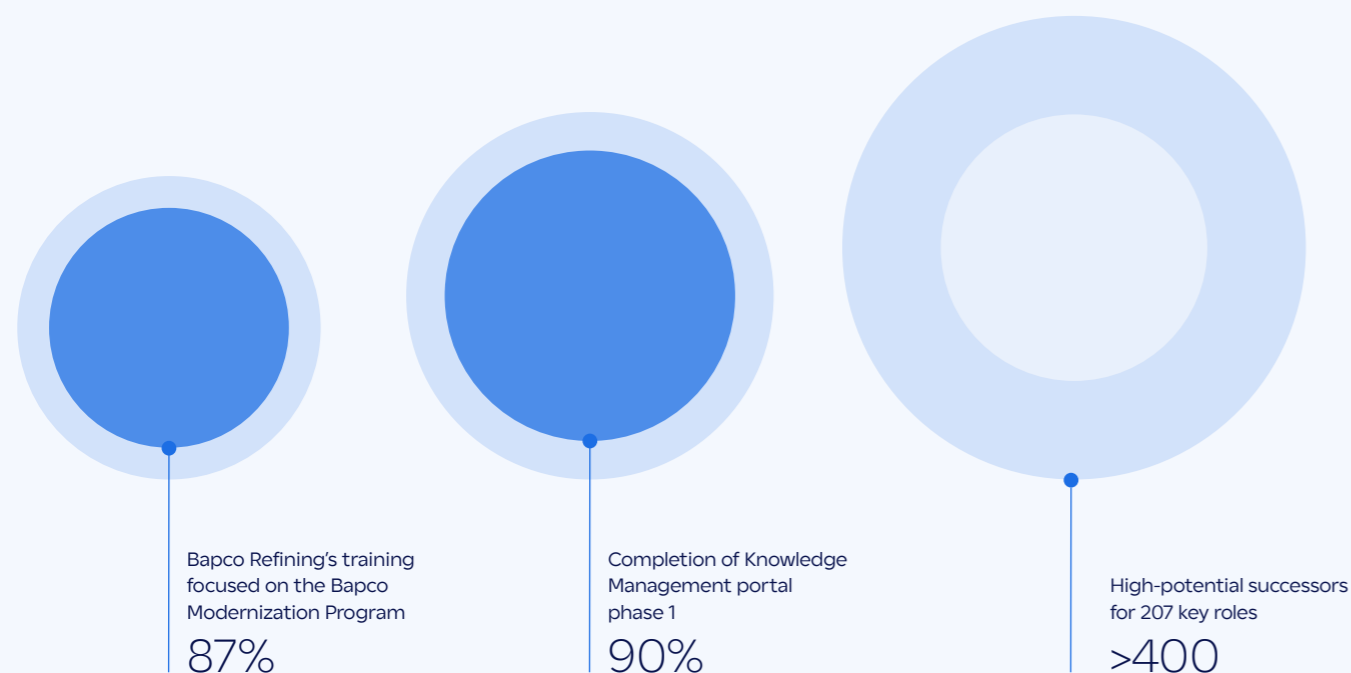 Bapco Refining’s training
focused on the Bapco
Modernization Program
87%
Completion of Knowledge
Management portal
phase 1
90%
High-potential successors
for 207 key roles
>400